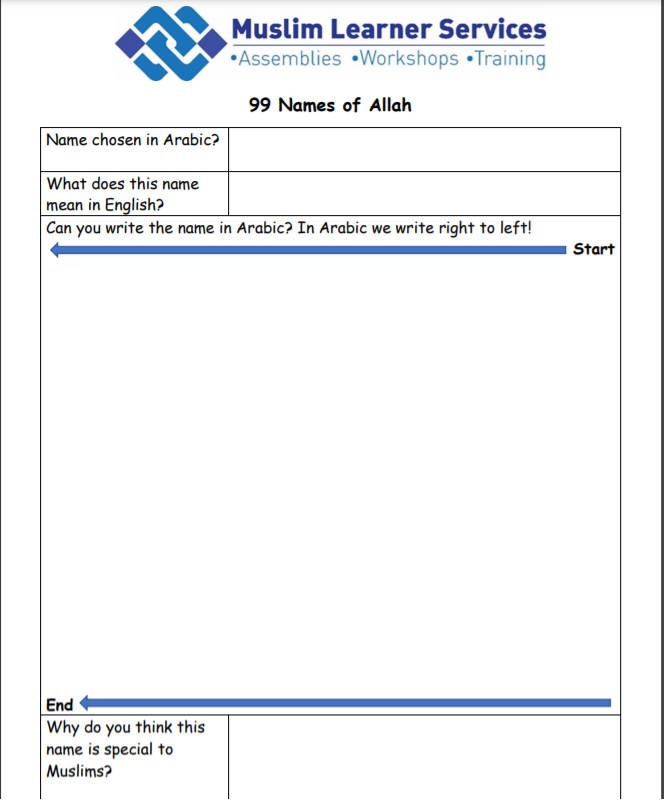 Muslim Learner Services
•Assemblies •Workshops •Training
99 Names of Allah
Name chosen in Arabic?
What does this name
mean in English?
Can you write the name in Arabic? In Arabic we write right to left!
Start
End
Why do you think this
name is special to
Muslims?